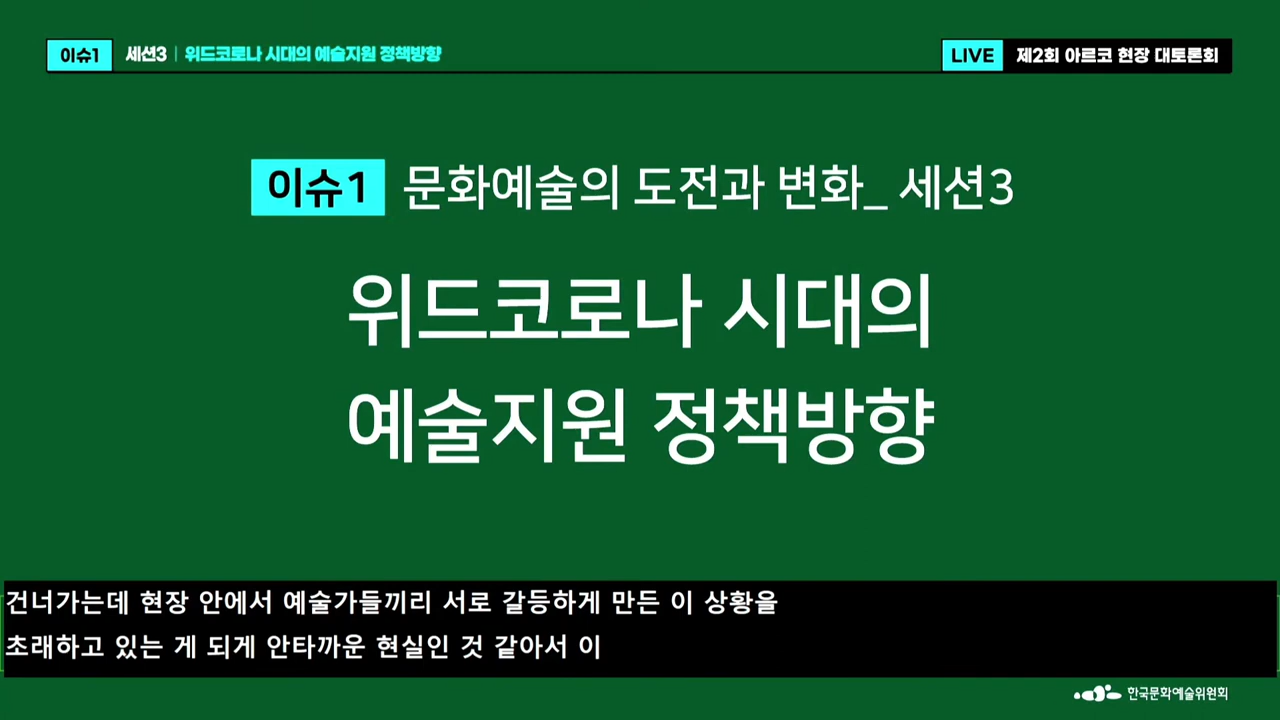 이슈1 세션3 | 위드코로나 시대의 예술지원 정책방향
LIVE 제2회 아르코 현장 대토론회
이슈1 문화예술의 도전과 변화_ 세션3
위드코로나 시대의
예술지원 정책방향
건너가는데 현장 안에서 예술가들끼리 서로 갈등하게 만든 이 상황을
초래하고 있는 게 되게 안타까운 현실인 것 같아서 이
한국문화예술위원회